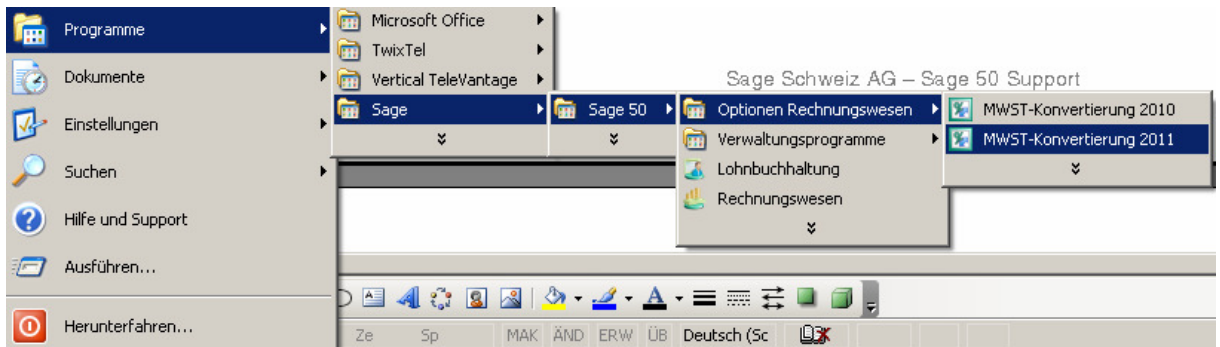 Programme
Dokumente
Einstellungen
Suchen
Hilfe und Support
Ausführen...
Herunterfahren...
Microsoft Office
TwixTel
Vertical TeleVantage
Sage
Sage 50
Optionen Rechnungswesen
Verwaltungsprogramme
Lohnbuchhaltung
Rechnungswesen
MWST-Konvertierung 2010
MWST-Konvertierung 2011
Sage Schweiz AG – Sage 50 Support
Ze Sp MAK ÄND ERW ÜB Deutsch (Sc